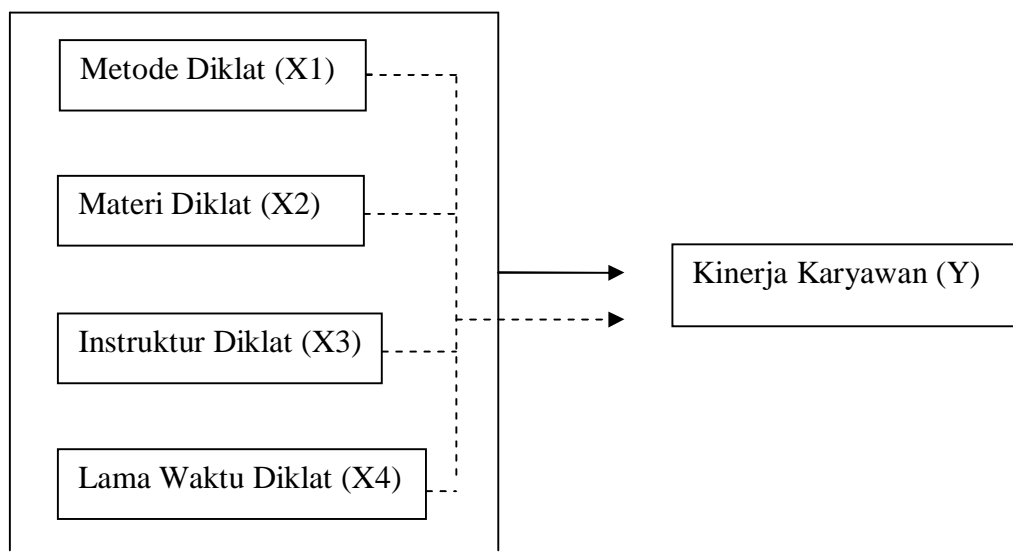 Metode Diklat (X1)
Materi Diklat (X2)
Kinerja Karyawan (Y)
Instruktur Diklat (X3)
Lama Waktu Diklat (X4)